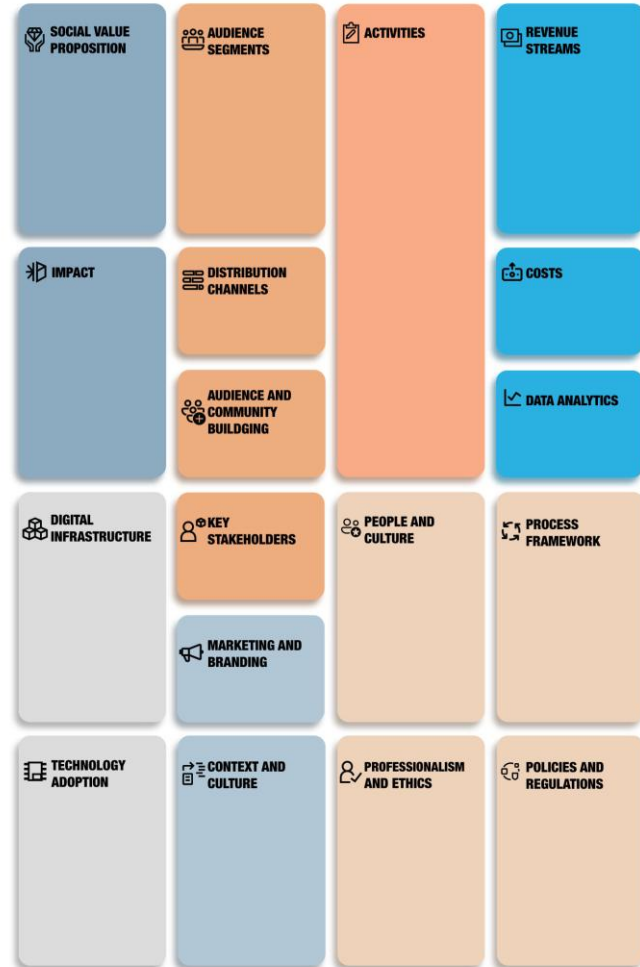 SOCIAL VALUE
PROPOSITION
AUDIENCE
SEGMENTS
ACTIVITIES
REVENUE
STREAMS
IMPACT
DISTRIBUTION
CHANNELS
COSTS
AUDIENCE AND
COMMUNITY
BUILDGING
DATA ANALYTICS
DIGITAL
INFRASTRUCTURE
KEY
STAKEHOLDERS
PEOPLE AND
CULTURE
PROCESS
FRAMEWORK
MARKETING AND
BRANDING
TECHNOLOGY
ADOPTION
CONTEXT AND
CULTURE
PROFESSIONALISM
AND ETHICS
POLICIES AND
REGULATIONS